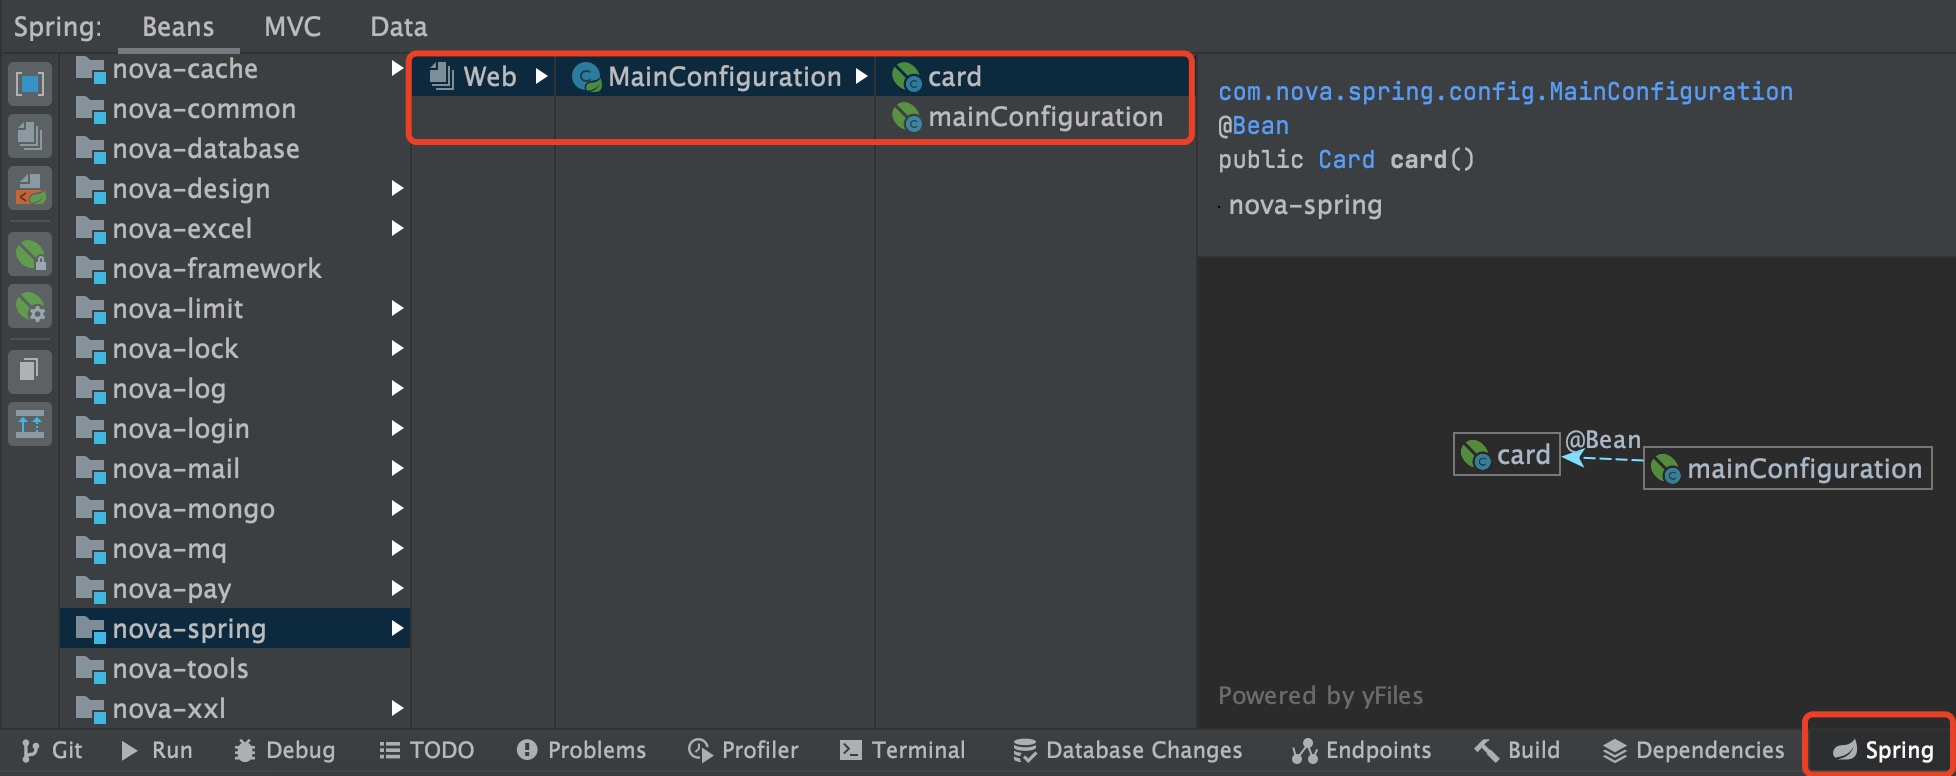 Spring: Beans MVC Data
nova-cache
nova-common
nova-database
nova-design
nova-excel
nova-framework
nova-limit
nova-lock
nova-log
nova-login
nova-mail
nova-mongo
nova-mq
nova-pay
nova-spring
nova-tools
nova-xxl
Web
MainConfiguration
card
mainConfiguration
com.nova.spring.config.MainConfiguration
@Bean
public Card card()
nova-spring
card
@Bean
mainConfiguration
Powered by yFiles
Git Run Debug TODO Problems Profiler Terminal Database Changes Endpoints Build Dependencies Spring